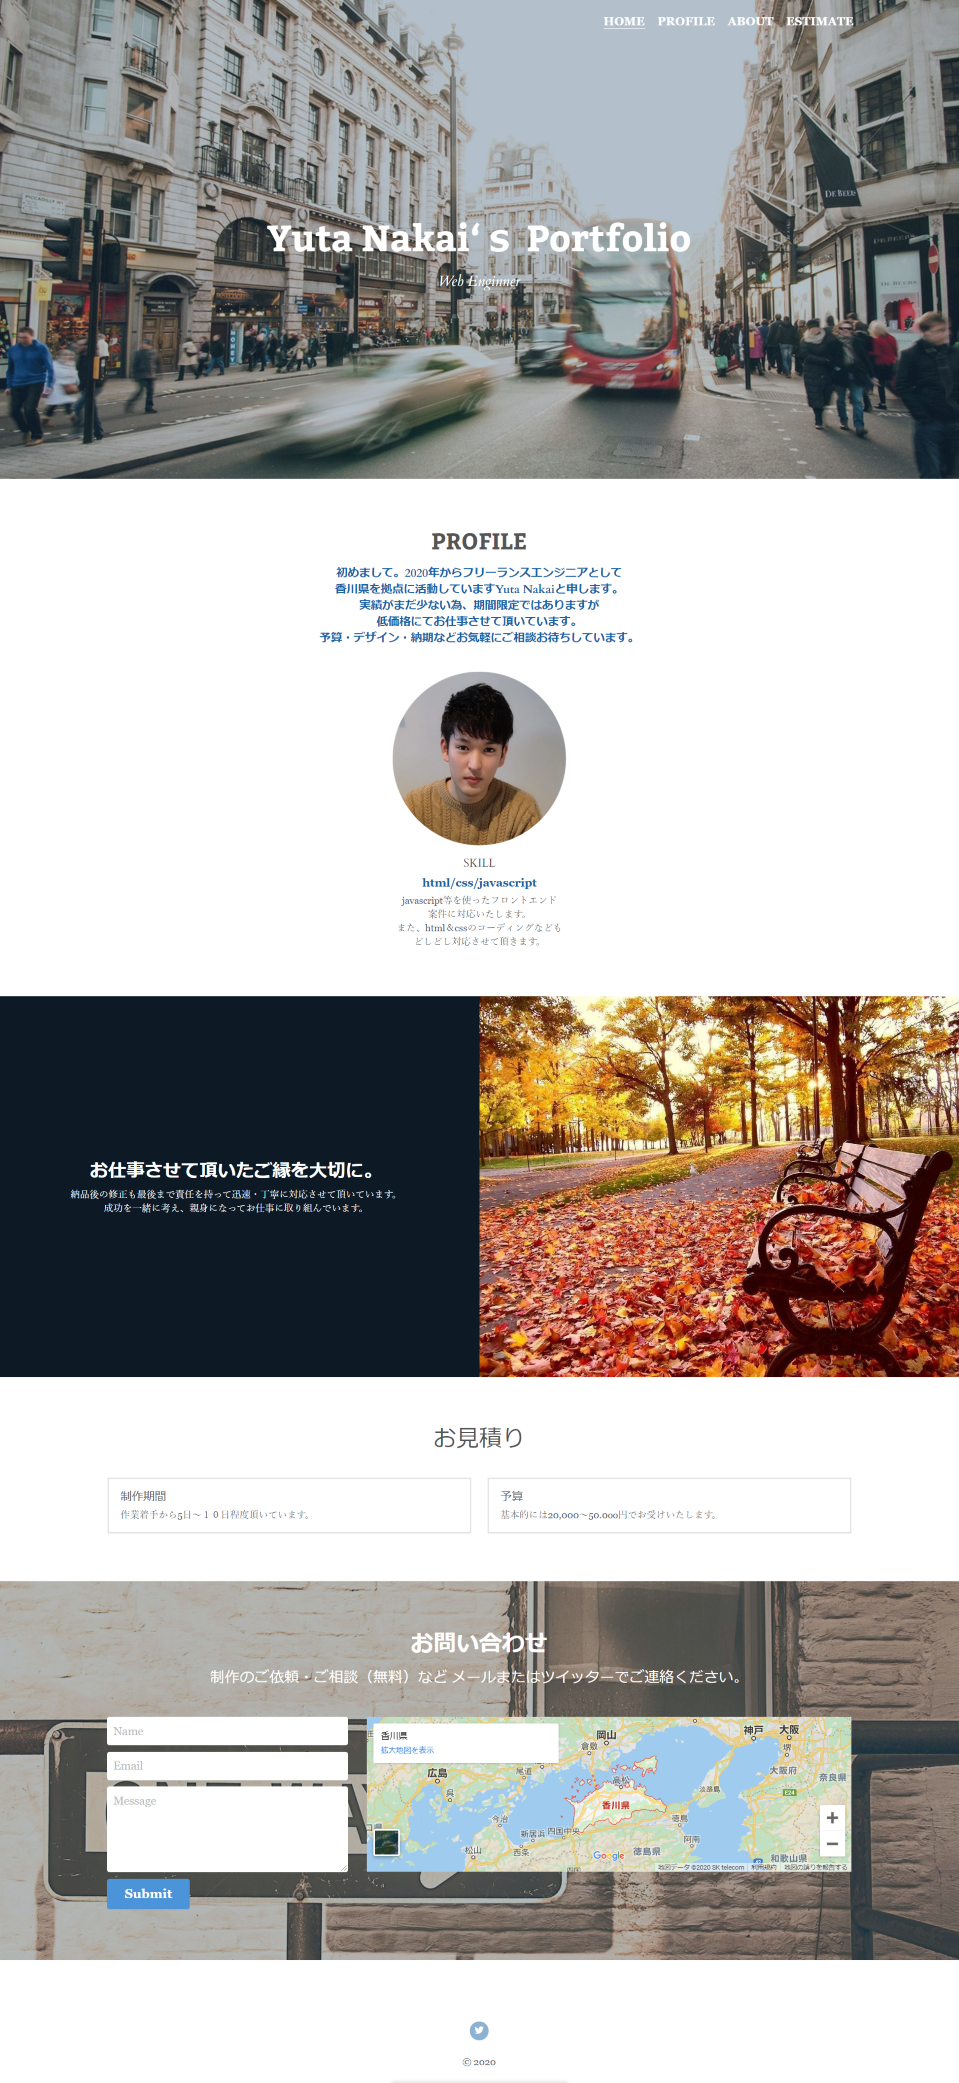 HOME PROFILE ABOUT ESTIMATE
PICCADILLY
DE BEERS
Yuta Nakai‘ｓ Portfolio
Web Enginner
PROFILE
初めまして。2020年からフリーランスエンジニアとして
香川県を拠点に活動していますYuta Nakaiと申します。
実績がまだ少ない為、期間限定ではありますが
低価格にてお仕事させて頂いています。
予算・デザイン・納期などお気軽にご相談お待ちしています。
SKILL
html/css/javascript
javascript等を使ったフロントエンド
案件に対応いたします。
また、html＆cssのコーディングなども
どしどし対応させて頂きます。
お仕事させて頂いたご縁を大切に。
納品後の修正も最後まで責任を持って迅速・丁寧に対応させて頂いています。
成功を一緒に考え、親身になってお仕事に取り組んでいます。
お見積り
制作期間
作業着手から5日〜１０日程度頂いています。
予算
基本的には20,000〜50.000円でお受けいたします。
お問い合わせ
制作のご依頼・ご相談（無料）など メールまたはツイッターでご連絡ください。
Name
Email
Message
Submit
香川県
拡大地図を表示
岡山
倉敷
神戸
大阪
堺
大阪府
奈良県
広島
呉
尾道
高松
淡路島
E24
香川県
今治
新居浜
四国中央
徳島
阿南
松山
西条
徳島県
和歌山県
Google
地図データ ©2020 SK telecom
利用規約
地図の誤りを報告する
© 2020